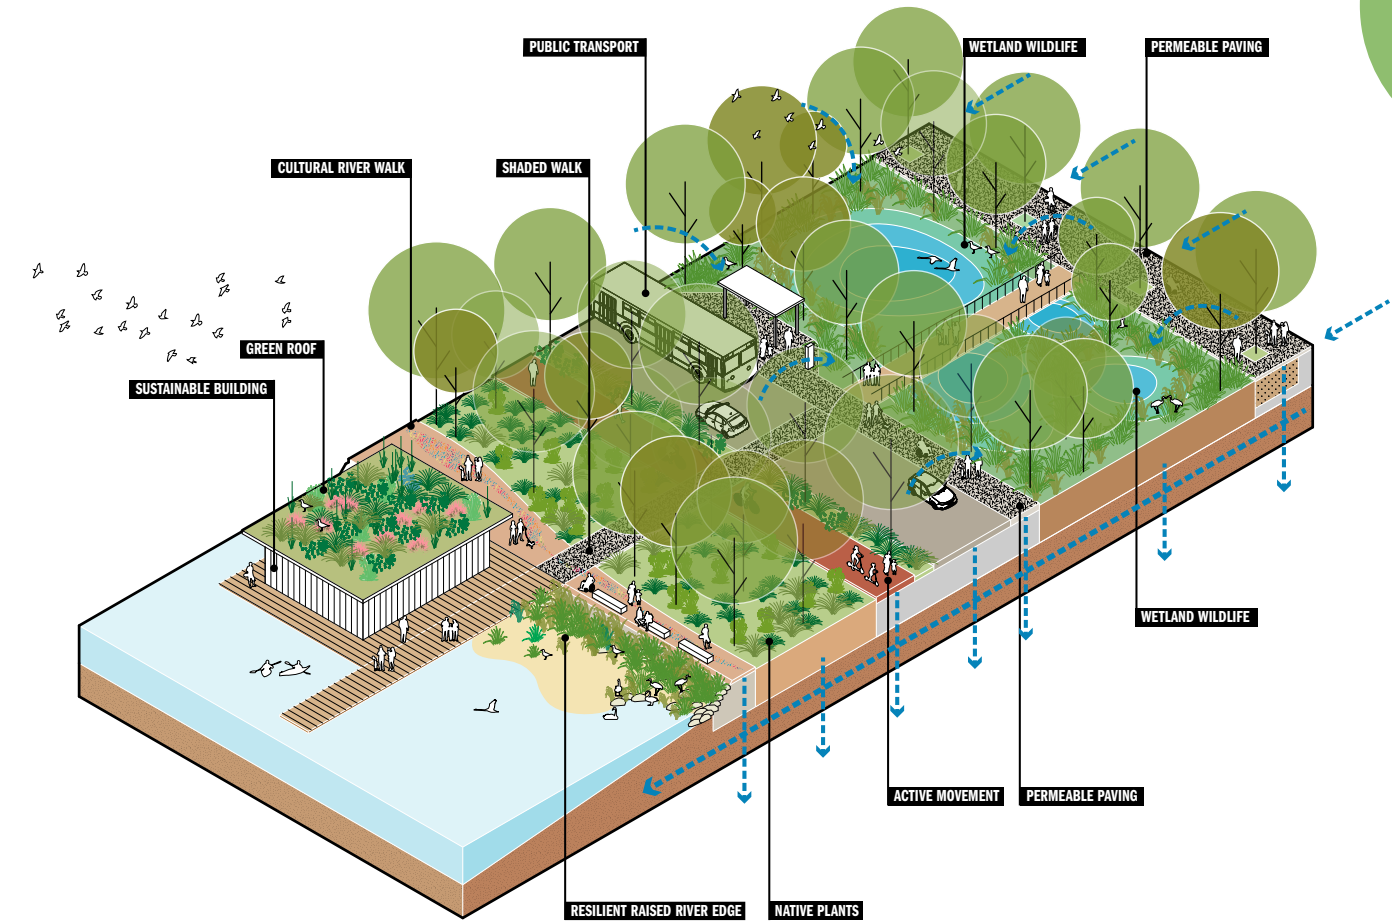 PUBLIC TRANSPORT
WETLAND WILDLIFE
PERMEABLE PAVING
CULTURAL RIVER WALK
SHADED WALK
GREEN ROOF
SUSTAINABLE BUILDING
WETLAND WILDLIFE
ACTIVE MOVEMENT
PERMEABLE PAVING
RESILIENT RAISED RIVER EDGE
NATIVE PLANTS